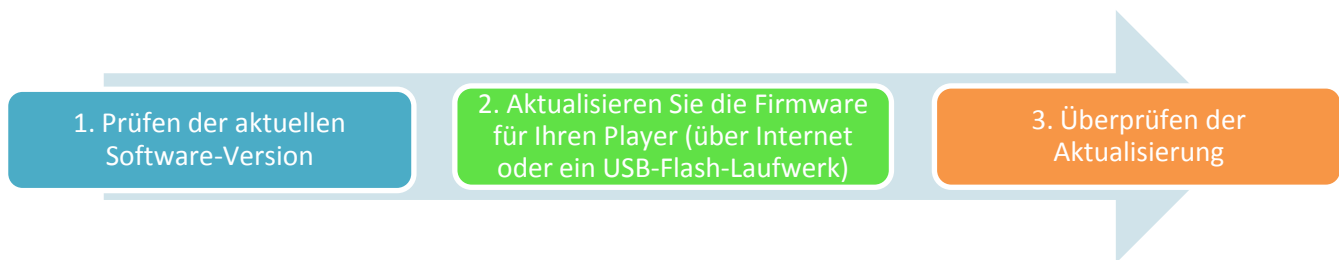 1. Prüfen der aktuellen
Software-Version
2. Aktualisieren Sie die Firmware
für Ihren Player (über Internet
oder ein USB-Flash-Laufwerk)
3. Überprüfen der
Aktualisierung